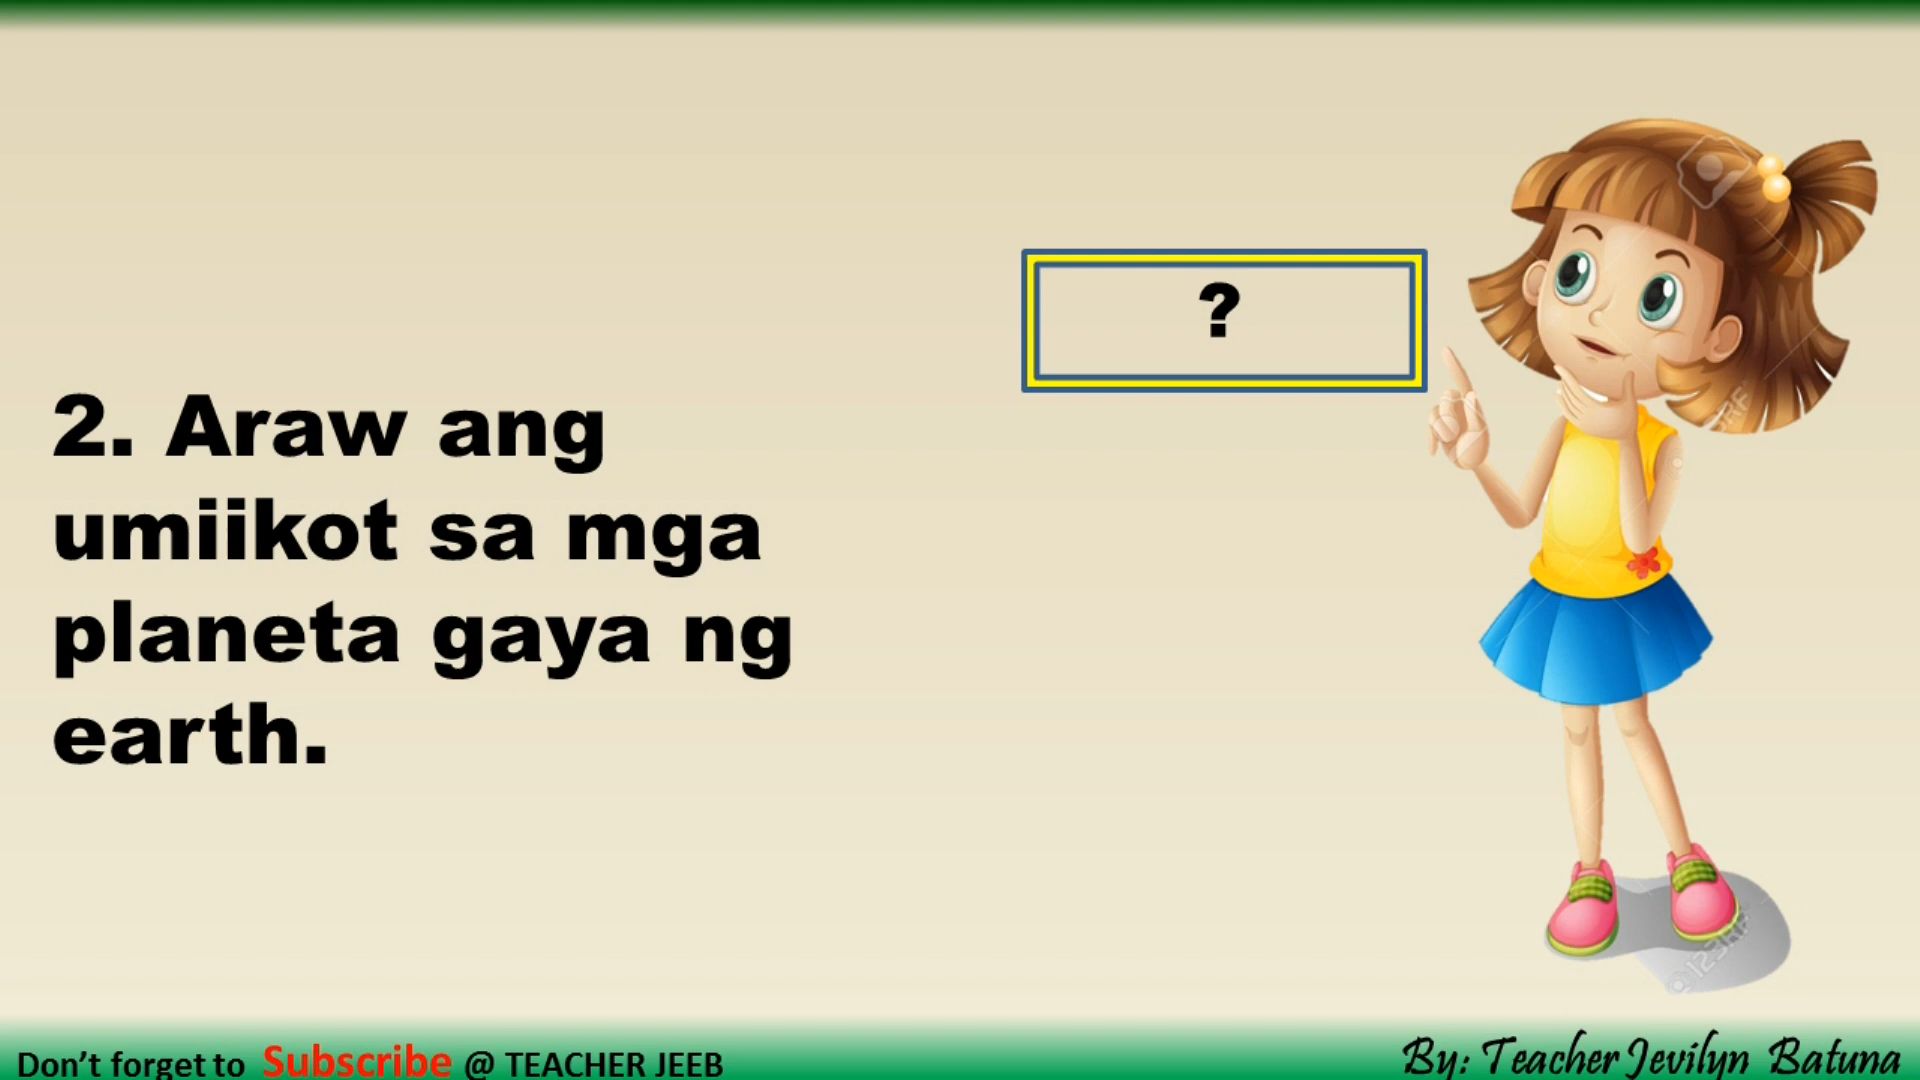 ?
2. Araw ang
umiikot sa mga
planeta gaya ng
earth.
Don't forget to Subscribe @ TEACHER JEEB
By: Teacher Jevilyn Batuna